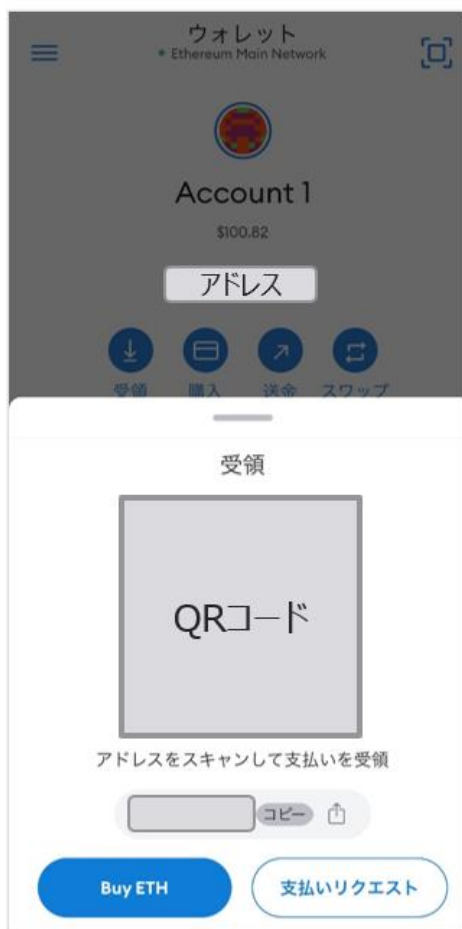 ウォレット
Ethereum Main Network
Account 1
$100.82
アドレス
受領 購入 送金 スワップ
受領
QRコード
アドレスをスキャンして支払いを受領
コピー
Buy ETH 支払いリクエスト